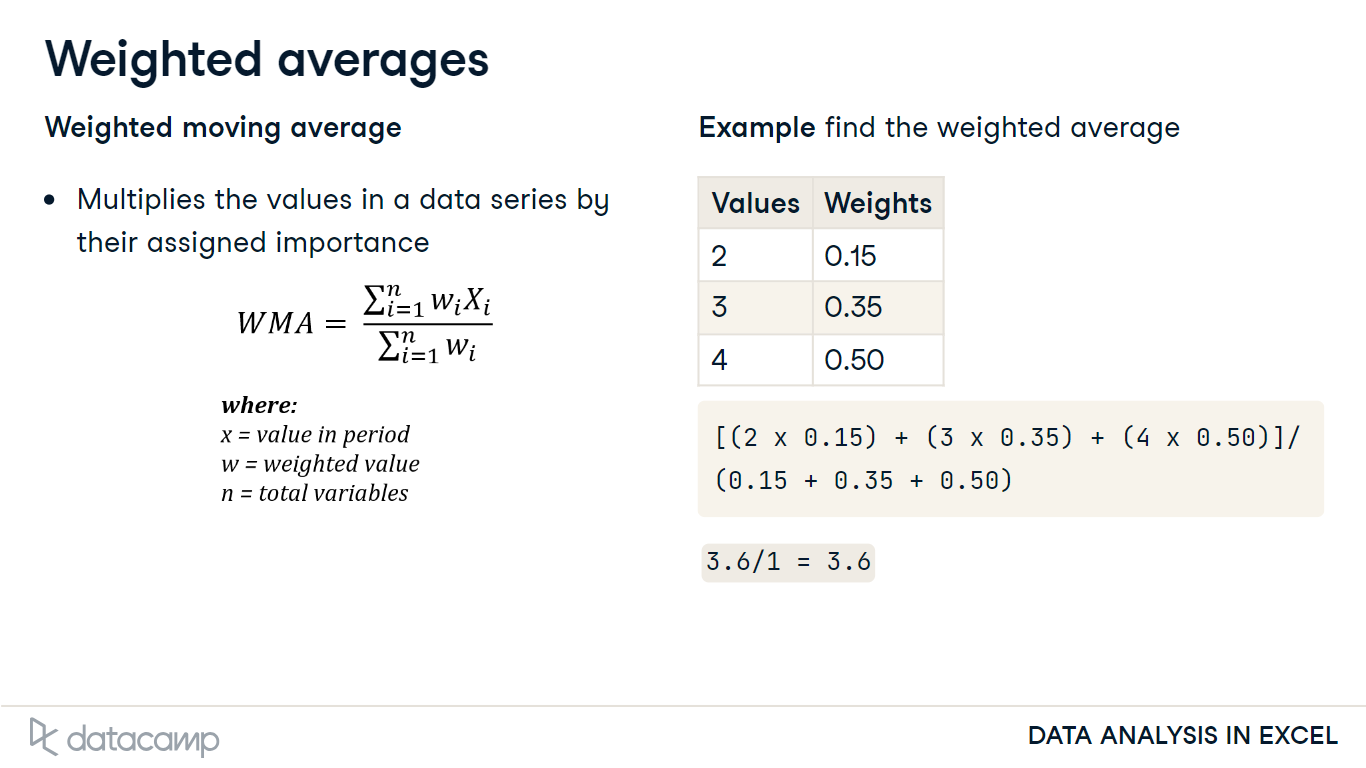 Weighted averages
Weighted moving average
• Multiplies the values in a data series by
their assigned importance
WMA = \frac{\sum_{i=1}^{n} w_i X_i}{\sum_{i=1}^{n} w_i}
where:
x = value in period
w = weighted value
n = total variables
Example find the weighted average
Values Weights
2 0.15
3 0.35
4 0.50
[(2 x 0.15) + (3 x 0.35) + (4 x 0.50)]/
(0.15 + 0.35 + 0.50)
3.6/1 = 3.6
datacamp
DATA ANALYSIS IN EXCEL